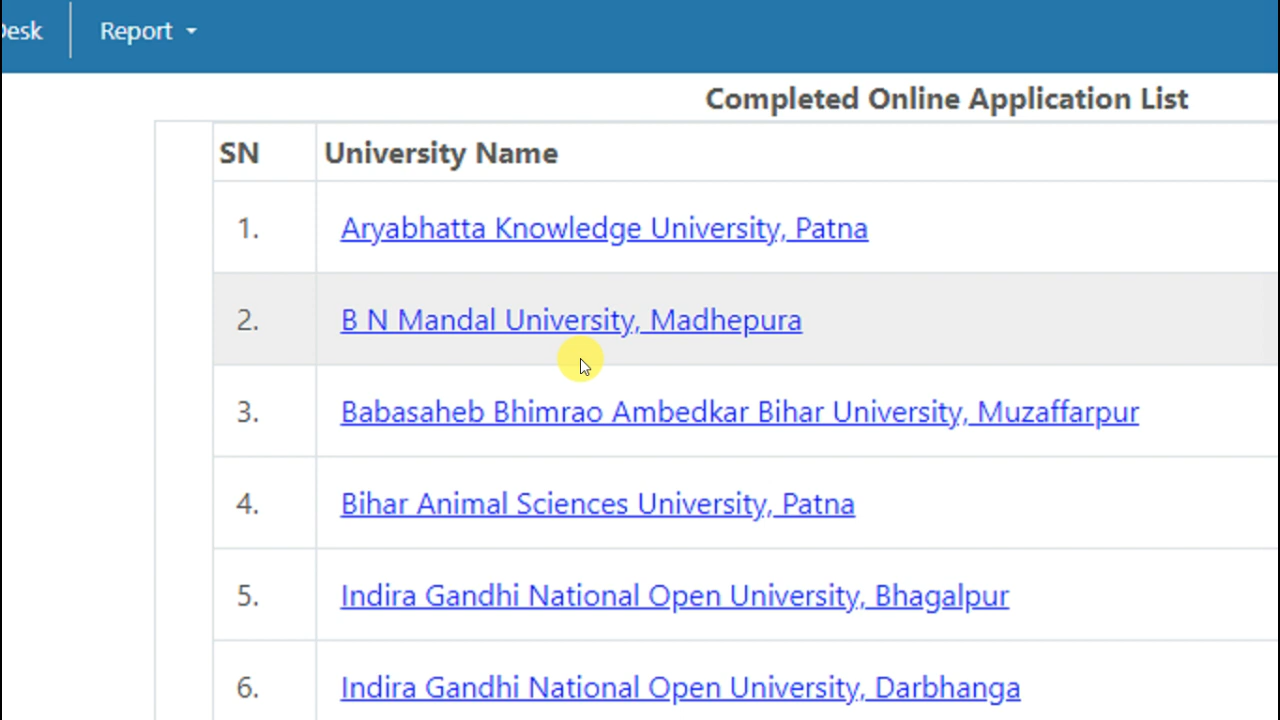 Desk Report
Completed Online Application List
SN University Name
1. Aryabhatta Knowledge University, Patna
2. B N Mandal University, Madhepura
3. Babasaheb Bhimrao Ambedkar Bihar University, Muzaffarpur
4. Bihar Animal Sciences University, Patna
5. Indira Gandhi National Open University, Bhagalpur
6. Indira Gandhi National Open University, Darbhanga